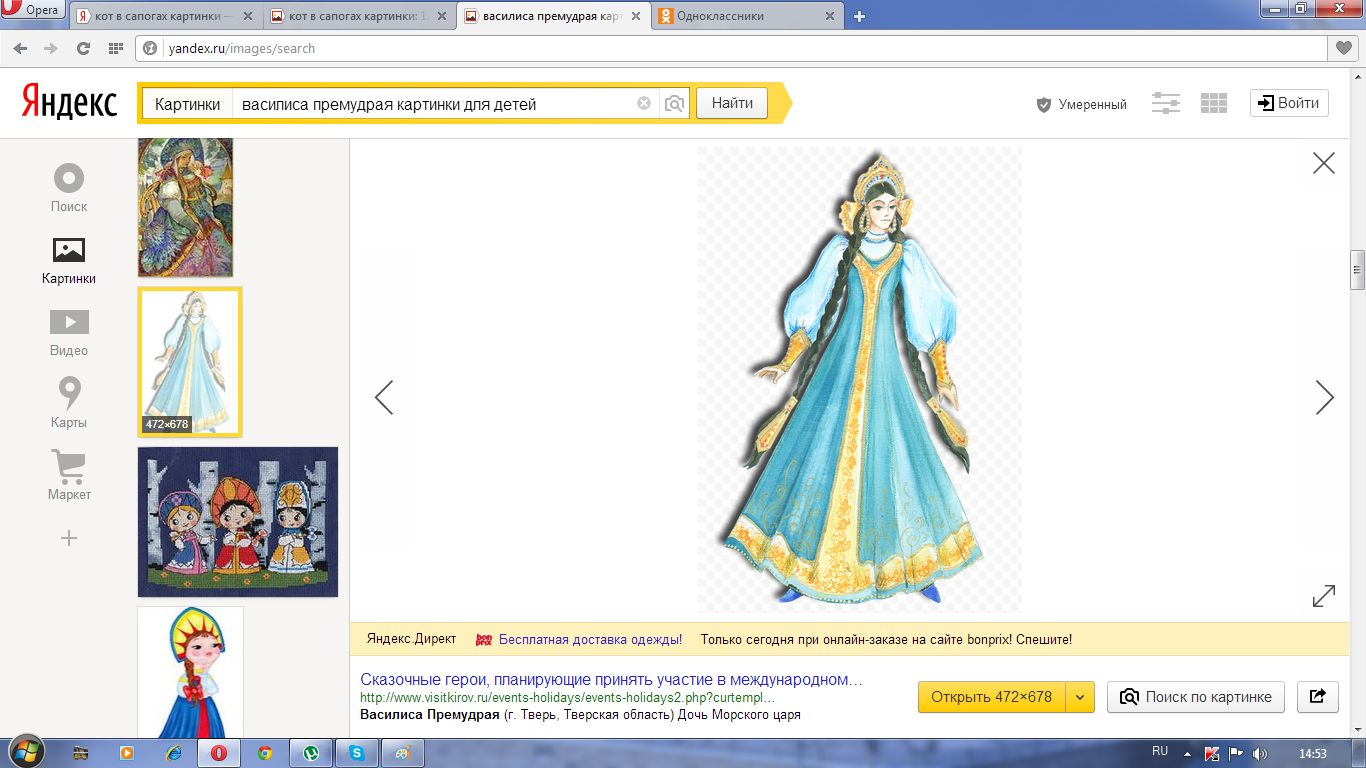 Opera
кот в сапогах картинки —
кот в сапогах картинки: 1
василиса премудрая карт
Одноклассники
yandex.ru/images/search
Яндекс
Картинки
василиса премудрая картинки для детей
Найти
Умеренный
Войти
Поиск
Картинки
Видео
Карты
Маркет
472×678
Яндекс.Директ
bon prix
Бесплатная доставка одежды!
Только сегодня при онлайн-заказе на сайте bonprix! Спешите!
Сказочные герои, планирующие принять участие в международном…
http://www.visitkirov.ru/events-holidays/events-holidays2.php?curtempl…
Василиса Премудрая (г. Тверь, Тверская область) Дочь Морского царя
Открыть 472×678
Поиск по картинке
RU
14:53